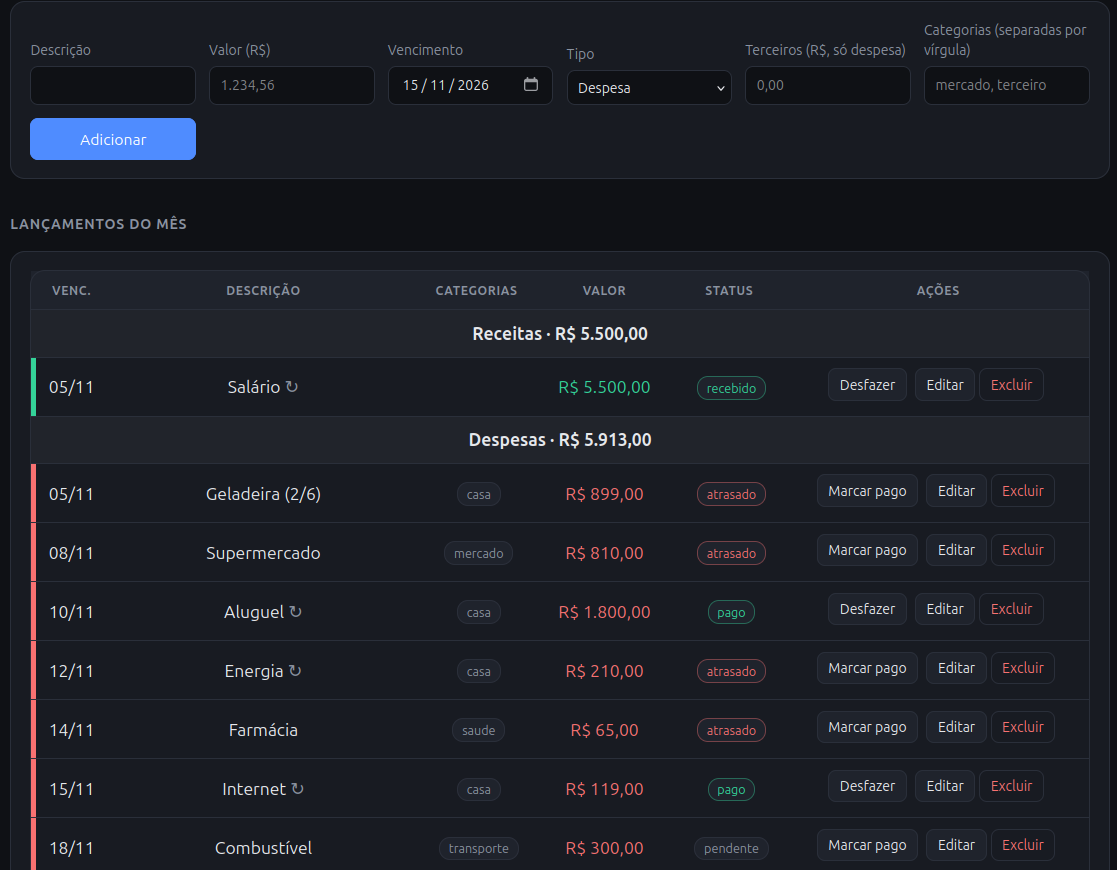 Descrição
Valor (R$)
Vencimento
Tipo
Terceiros (R$, só despesa)
Categorias (separadas por
vírgula)
1.234,56
15/11/2026
Despesa
0,00
mercado, terceiro
Adicionar
LANÇAMENTOS DO MÊS
VENC. DESCRIÇÃO CATEGORIAS VALOR STATUS AÇÕES
Receitas · R$ 5.500,00
05/11 Salário ↻ R$ 5.500,00 recebido Desfazer Editar Excluir
Despesas · R$ 5.913,00
05/11 Geladeira (2/6) casa R$ 899,00 atrasado Marcar pago Editar Excluir
08/11 Supermercado mercado R$ 810,00 atrasado Marcar pago Editar Excluir
10/11 Aluguel ↻ casa R$ 1.800,00 pago Desfazer Editar Excluir
12/11 Energia ↻ casa R$ 210,00 atrasado Marcar pago Editar Excluir
14/11 Farmácia saude R$ 65,00 atrasado Marcar pago Editar Excluir
15/11 Internet ↻ casa R$ 119,00 pago Desfazer Editar Excluir
18/11 Combustível transporte R$ 300,00 pendente Marcar pago Editar Excluir